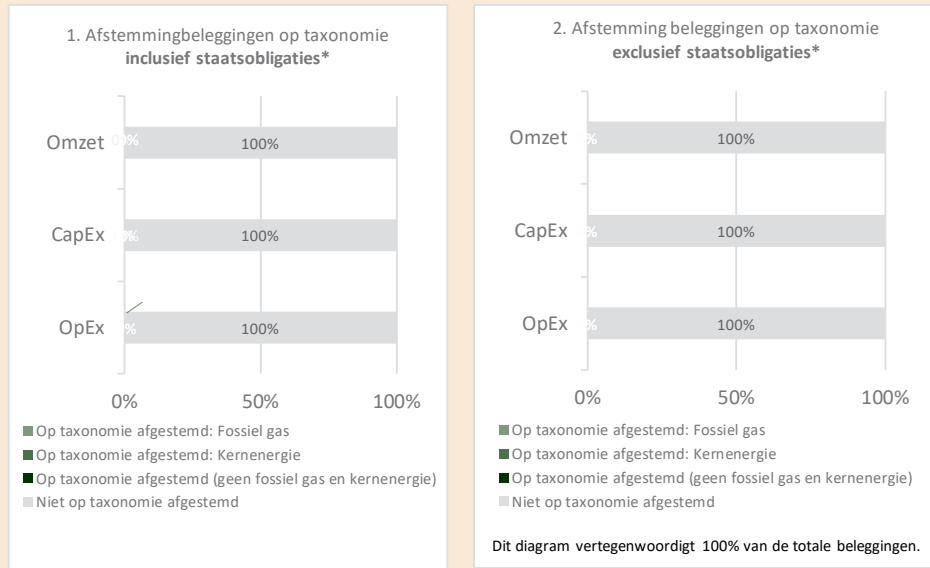 1. Afstemmingbeleggingen op taxonomie
inclusief staatsobligaties*
Omzet 100%
CapEx 100%
OpEx 100%
0% 50% 100%
Op taxonomie afgestemd: Fossiel gas
Op taxonomie afgestemd: Kernenergie
Op taxonomie afgestemd (geen fossiel gas en kernenergie)
Niet op taxonomie afgestemd
2. Afstemming beleggingen op taxonomie
exclusief staatsobligaties*
Omzet 100%
CapEx 100%
OpEx 100%
0% 50% 100%
Op taxonomie afgestemd: Fossiel gas
Op taxonomie afgestemd: Kernenergie
Op taxonomie afgestemd (geen fossiel gas en kernenergie)
Niet op taxonomie afgestemd
Dit diagram vertegenwoordigt 100% van de totale beleggingen.